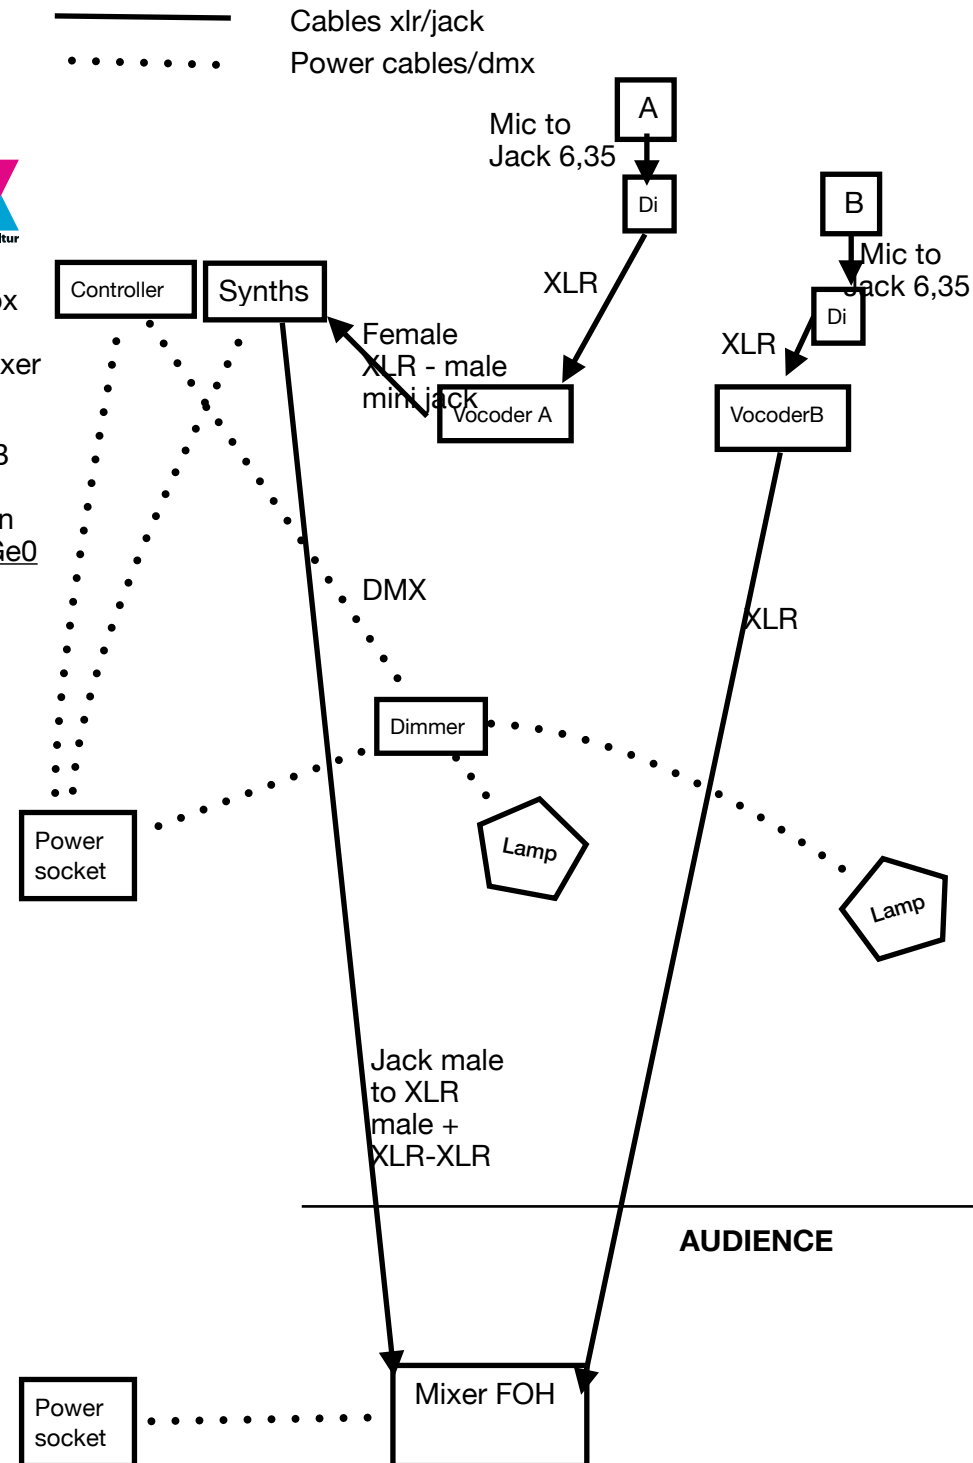 Cables xlr/jack
Power cables/dmx
A
Mic to
Jack 6,35
Di
B
Mic to
Jack 6,35
Di
XLR
XLR
Controller
Synths
Female
XLR - male
mini jack
Vocoder A
VocoderB
DMX
XLR
Dimmer
Power
socket
Lamp
Lamp
Jack male
to XLR
male +
XLR-XLR
AUDIENCE
Mixer FOH
Power
socket